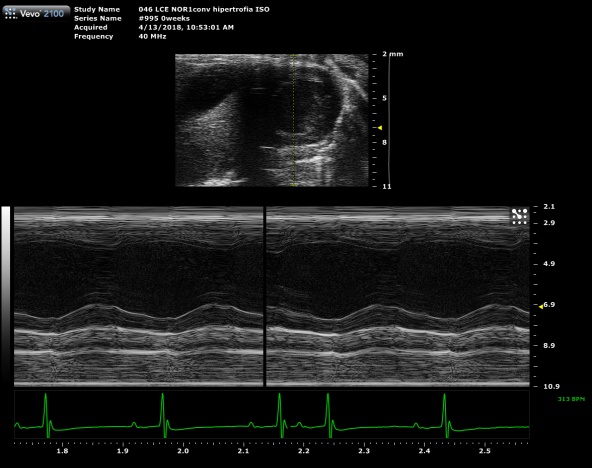 Vevo 2100
Study Name 046 LCE NOR1conv hipertrofia ISO
Series Name #995 0weeks
Acquired 4/13/2018, 10:53:01 AM
Frequency 40 MHz
2 mm
5
8
11
2.1
2.9
4.9
6.9
8.9
10.9
313 BPM
1.8 1.9 2.0 2.1 2.2 2.3 2.4 2.5